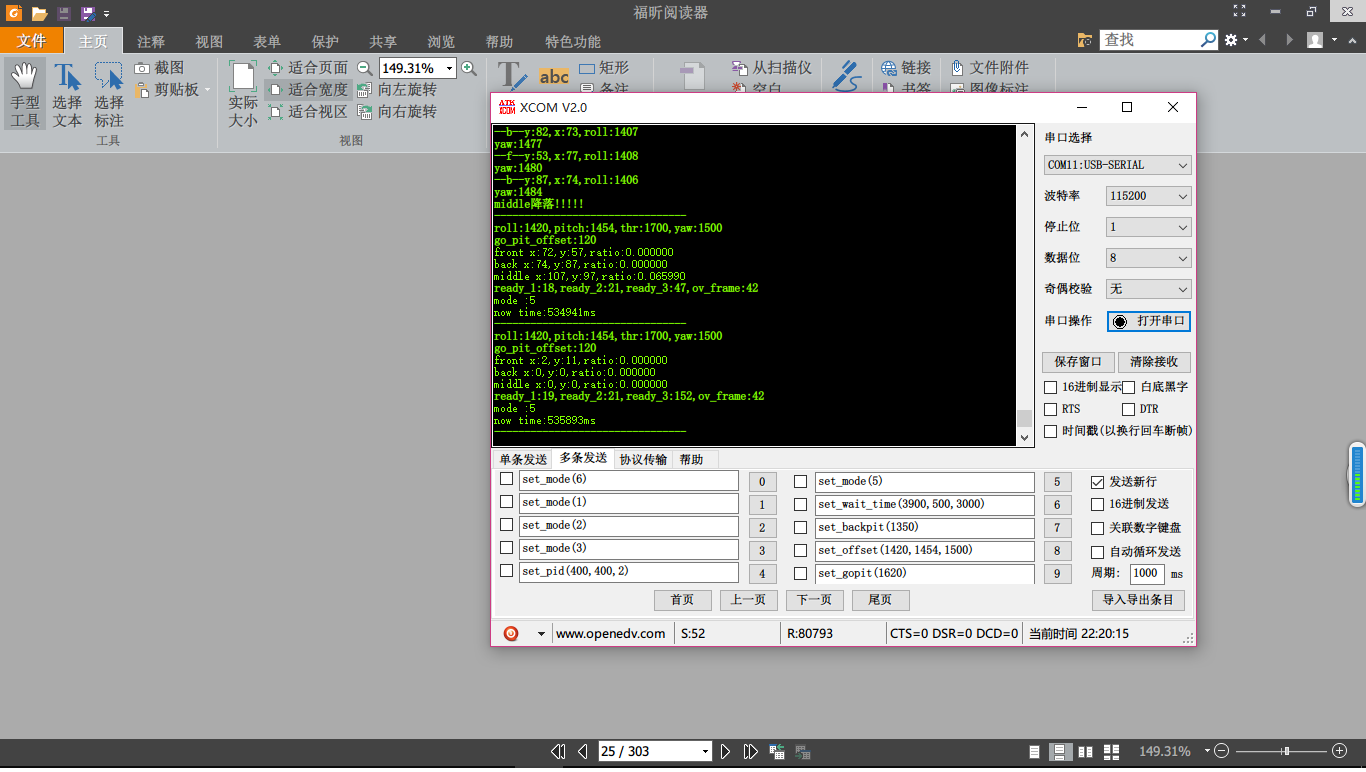 福昕阅读器
文件 主页 注释 视图 表单 保护 共享 浏览 帮助 特色功能 查找
手型工具
选择文本
选择标注
截图
剪贴板
工具
实际大小
适合页面
适合宽度
适合视区
149.31%
向左旋转
向右旋转
视图
abc
矩形
备注
从扫描仪
空白
链接
书签
文件附件
图像标注
ATK XCOM
XCOM V2.0
--b--y:82,x:73,roll:1407
yaw:1477
--f--y:53,x:77,roll:1408
yaw:1480
--b--y:87,x:74,roll:1406
yaw:1484
middle降落!!!!!
--------------------------------
roll:1420,pitch:1454,thr:1700,yaw:1500
go_pit_offset:120
front x:72,y:57,ratio:0.000000
back x:74,y:87,ratio:0.000000
middle x:107,y:97,ratio:0.065990
ready_1:18,ready_2:21,ready_3:47,ov_frame:42
mode :5
now time:534941ms
--------------------------------
roll:1420,pitch:1454,thr:1700,yaw:1500
go_pit_offset:120
front x:2,y:11,ratio:0.000000
back x:0,y:0,ratio:0.000000
middle x:0,y:0,ratio:0.000000
ready_1:19,ready_2:21,ready_3:152,ov_frame:42
mode :5
now time:535893ms
--------------------------------
串口选择
COM11:USB-SERIAL
波特率 115200
停止位 1
数据位 8
奇偶校验 无
串口操作 打开串口
保存窗口 清除接收
16进制显示 白底黑字
RTS DTR
时间戳(以换行回车断帧)
单条发送 多条发送 协议传输 帮助
set_mode(6) 0 set_mode(5) 5 发送新行
set_mode(1) 1 set_wait_time(3900,500,3000) 6 16进制发送
set_mode(2) 2 set_backpit(1350) 7 关联数字键盘
set_mode(3) 3 set_offset(1420,1454,1500) 8 自动循环发送
set_pid(400,400,2) 4 set_gopit(1620) 9 周期: 1000 ms
首页 上一页 下一页 尾页 导入导出条目
www.openedv.com S:52 R:80793 CTS=0 DSR=0 DCD=0 当前时间 22:20:15
25 / 303 149.31%